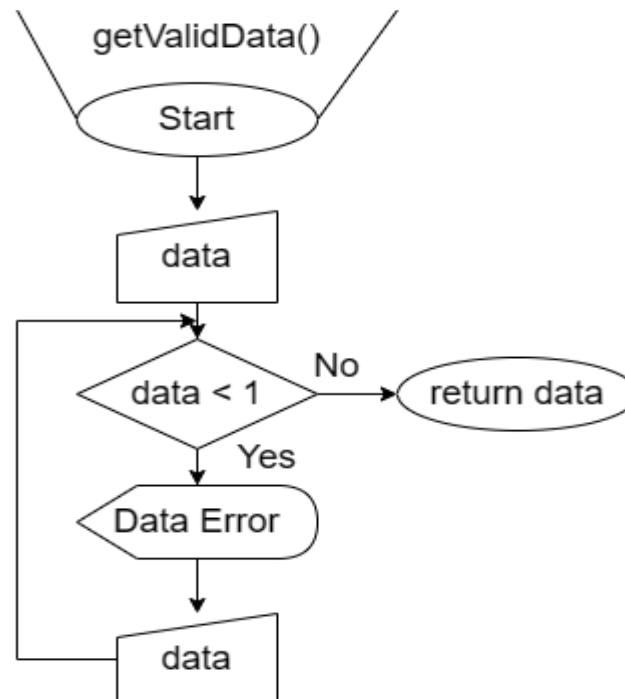 getValidData()
Start
data
data < 1
No
return data
Yes
Data Error
data